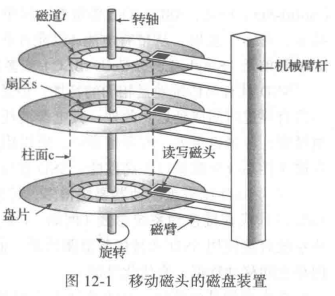 磁道t
转轴
机械臂杆
扇区s
柱面c
读写磁头
盘片
磁臂
旋转
图 12-1 移动磁头的磁盘装置